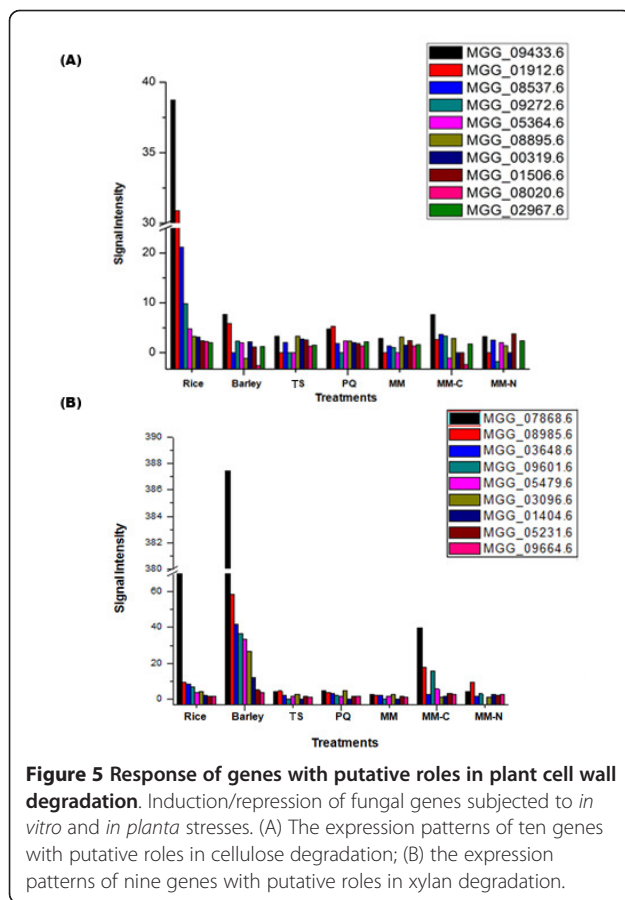 (A)
MGG_09433.6
MGG_01912.6
MGG_08537.6
MGG_09272.6
MGG_05364.6
MGG_08895.6
MGG_00319.6
MGG_01506.6
MGG_08020.6
MGG_02967.6
Signal Intensity
40
35
30
20
10
0
Rice Barley TS PQ MM MM-C MM-N
Treatments
(B)
MGG_07868.6
MGG_08985.6
MGG_03648.6
MGG_09601.6
MGG_05479.6
MGG_03096.6
MGG_01404.6
MGG_05231.6
MGG_09664.6
Signal Intensity
390
388
386
384
382
380
60
40
20
0
Rice Barley TS PQ MM MM-C MM-N
Treatments
Figure 5 Response of genes with putative roles in plant cell wall
degradation. Induction/repression of fungal genes subjected to in
vitro and in planta stresses. (A) The expression patterns of ten genes
with putative roles in cellulose degradation; (B) the expression
patterns of nine genes with putative roles in xylan degradation.